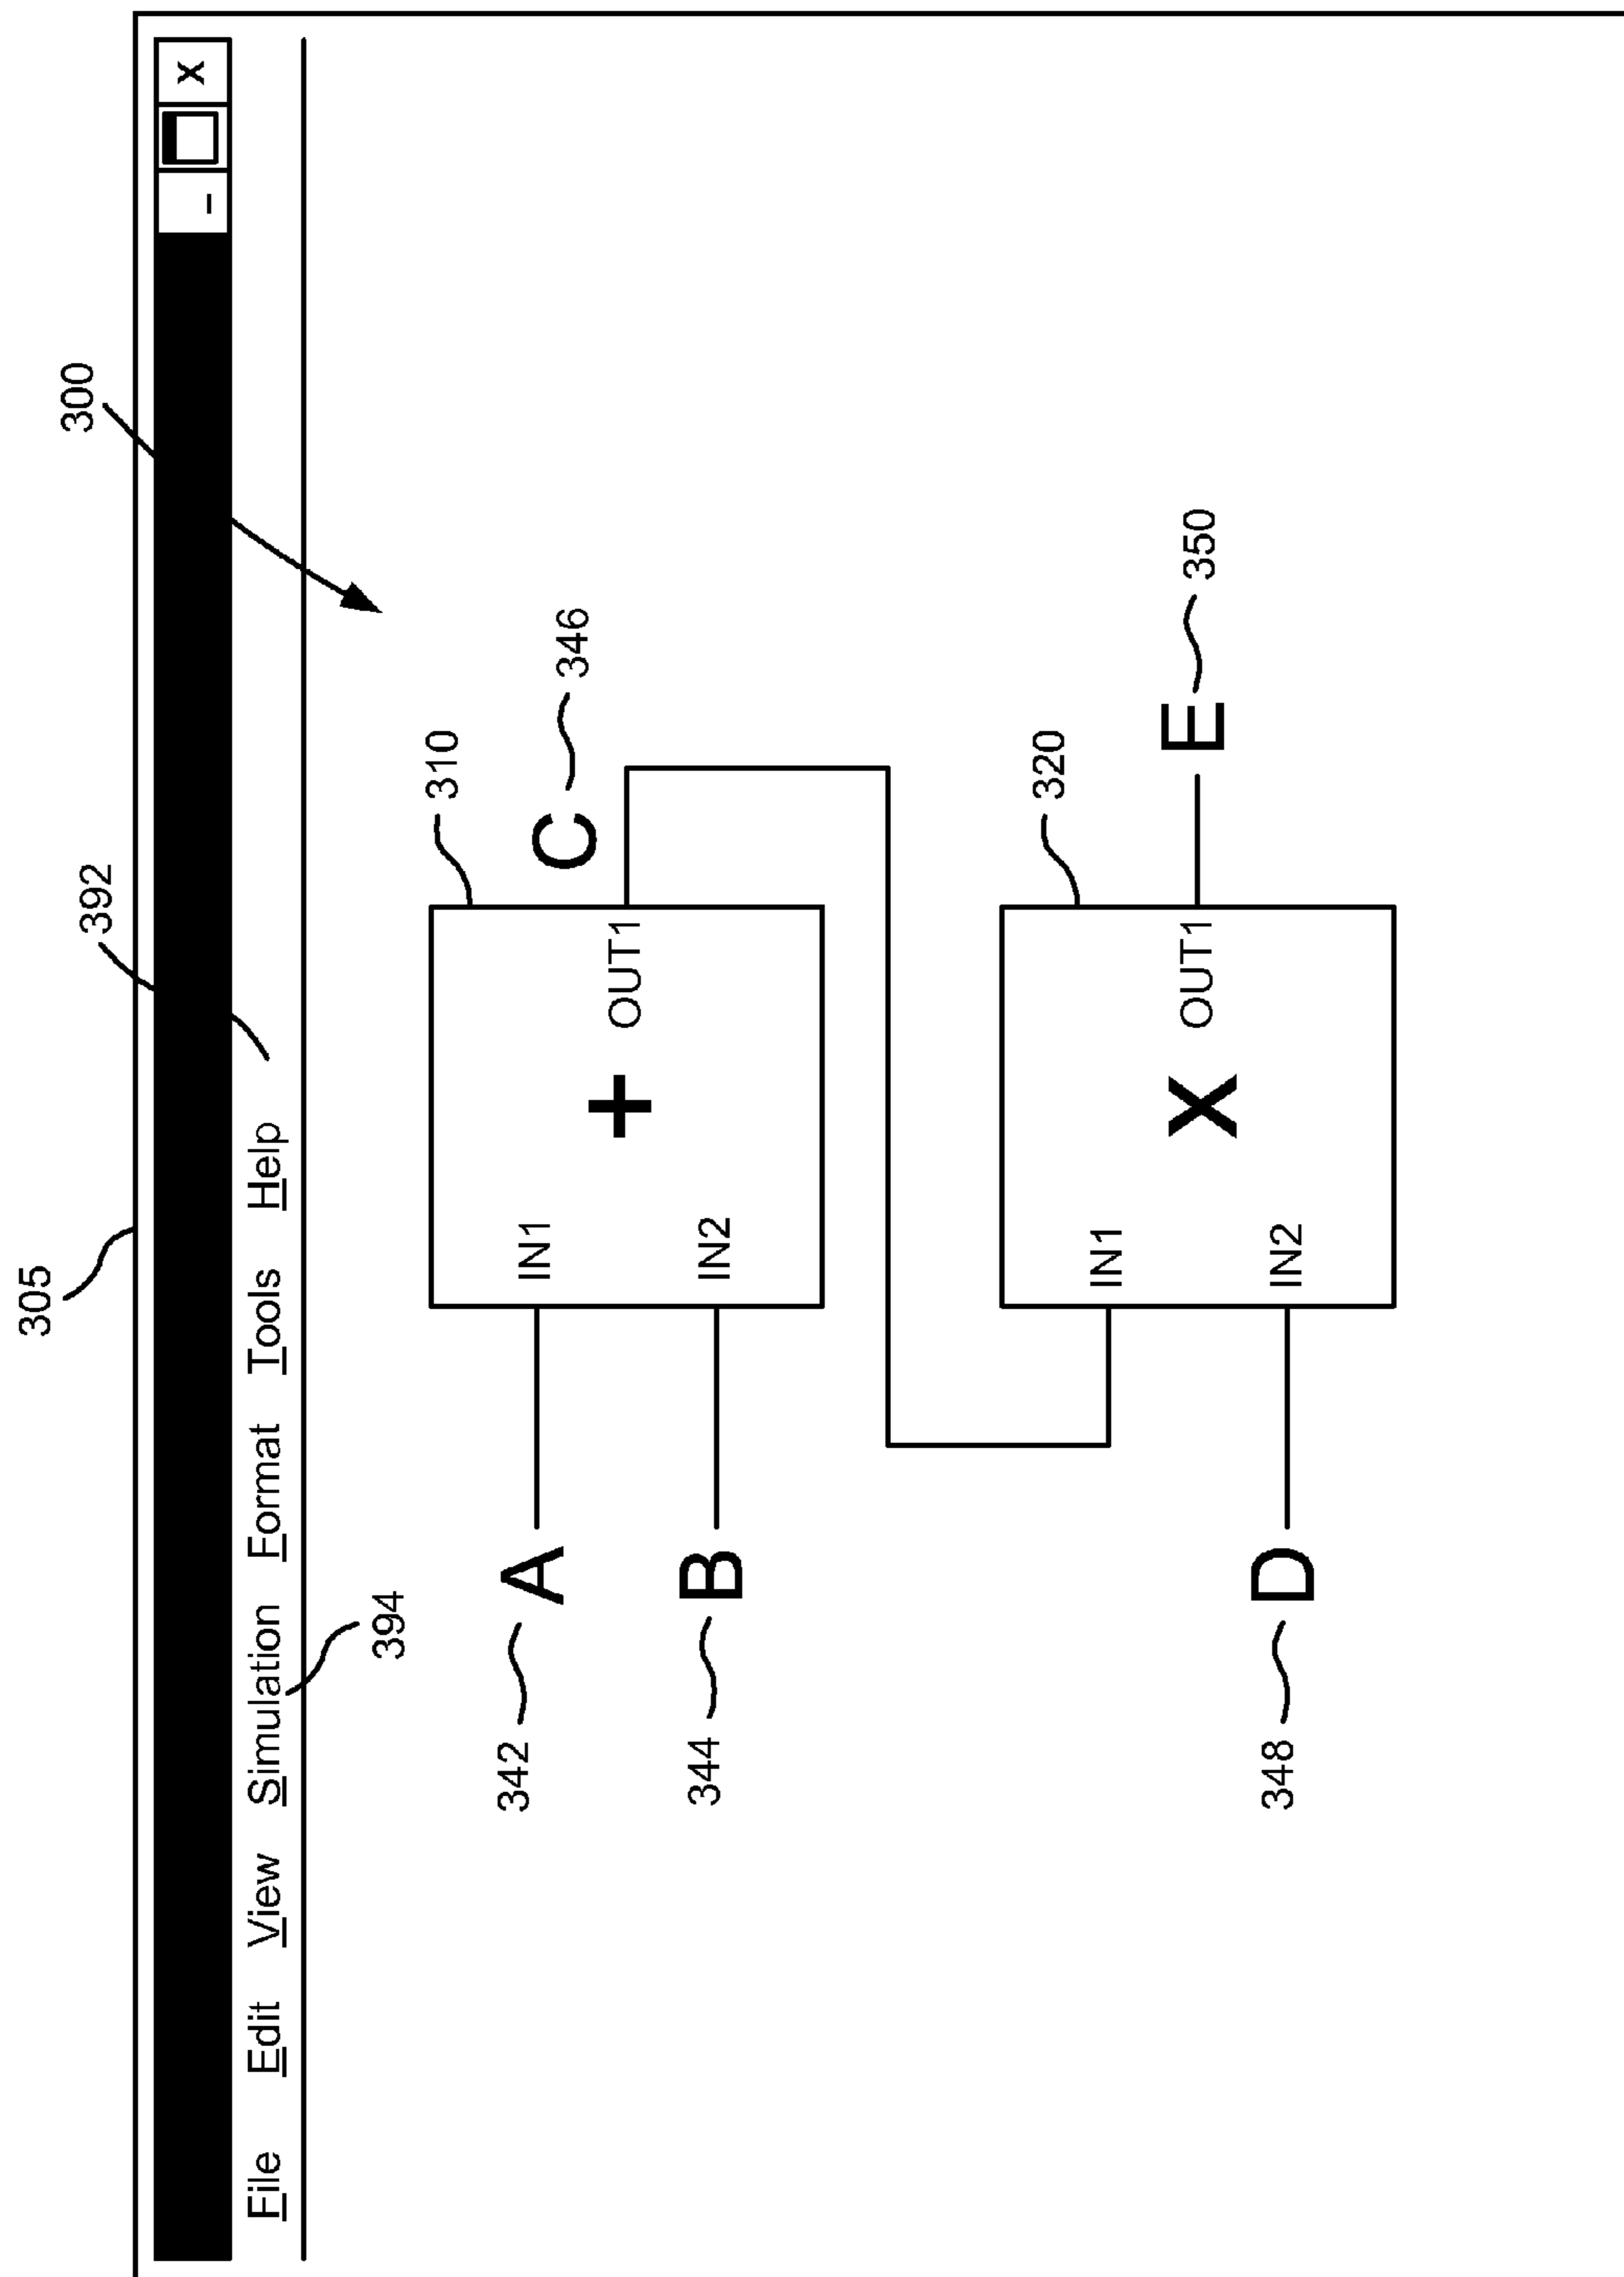 305
392
300
– X
File Edit View Simulation Format Tools Help
394
310
342 A IN1 + OUT1 C 346
344 B IN2
320
IN1 X OUT1 E 350
348 D IN2